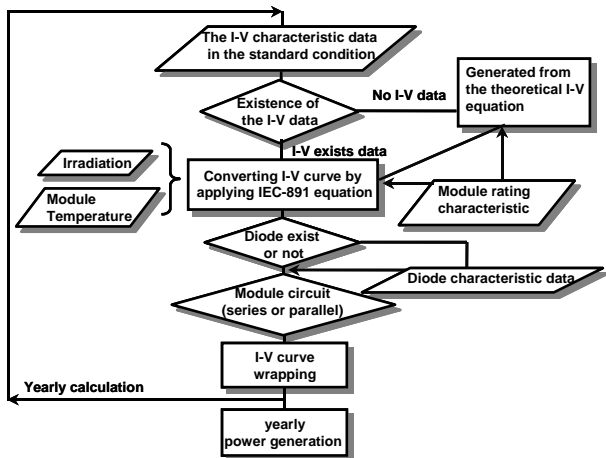 The I-V characteristic data
in the standard condition
Existence of
the I-V data
No I-V data
Generated from
the theoretical I-V
equation
I-V exists data
Irradiation
Module
Temperature
Converting I-V curve by
applying IEC-891 equation
Module rating
characteristic
Diode exist
or not
Diode characteristic data
Module circuit
(series or parallel)
I-V curve
wrapping
Yearly calculation
yearly
power generation